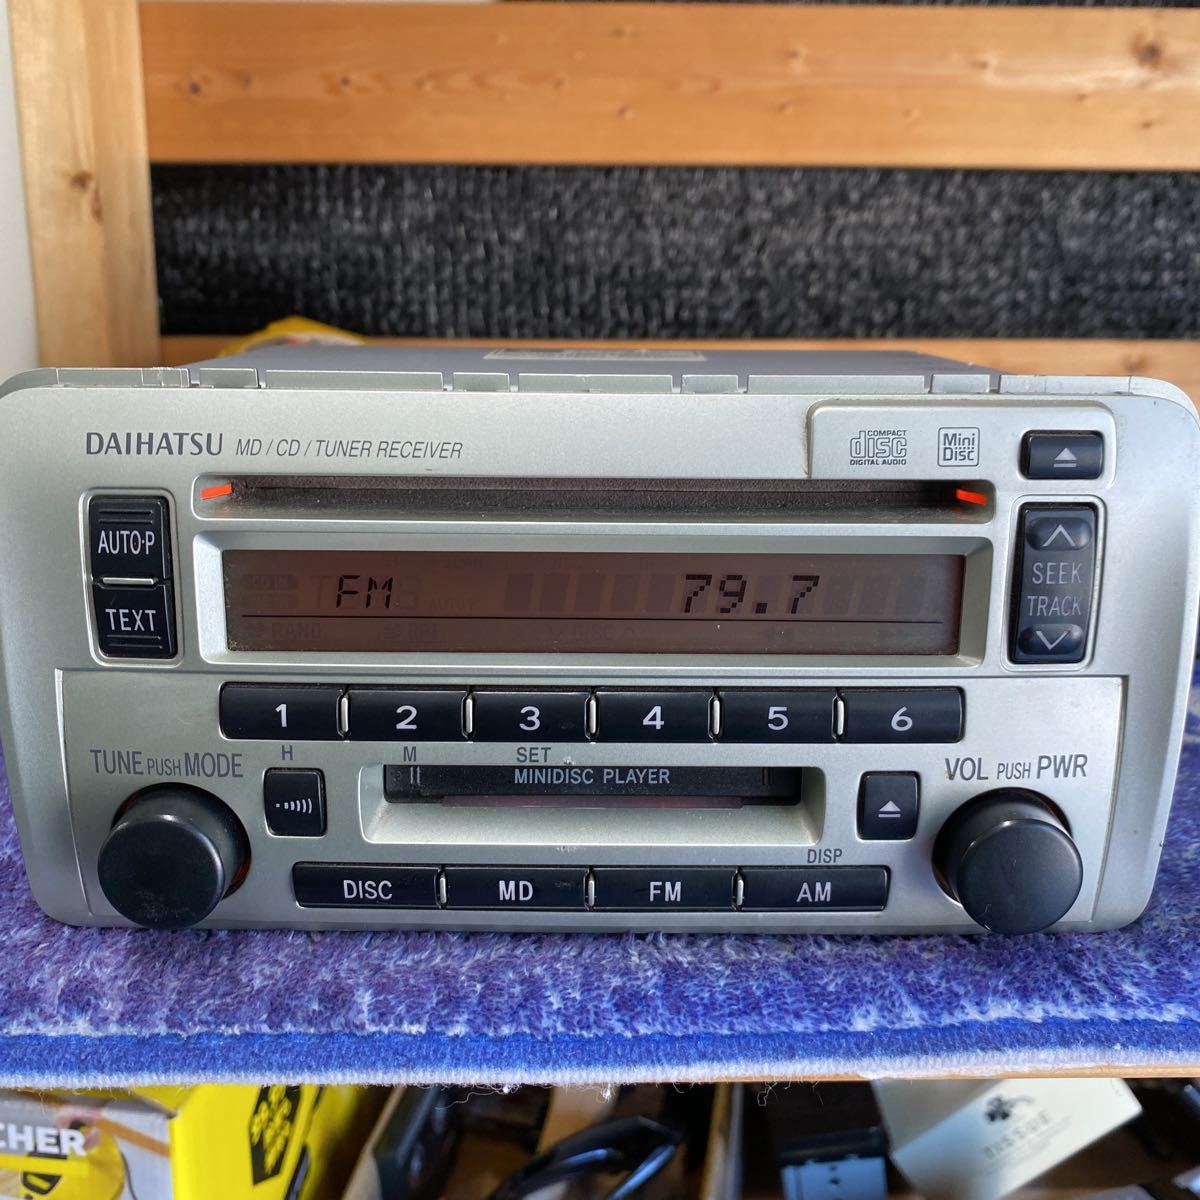 DAIHATSU MD / CD / TUNER RECEIVER
COMPACT disc DIGITAL AUDIO
Mini Disc
AUTO·P
TEXT
FM 79.7
SEEK
TRACK
1 2 3 4 5 6
H M SET
TUNE PUSH MODE
MINIDISC PLAYER
VOL PUSH PWR
DISP
DISC MD FM AM
CHER